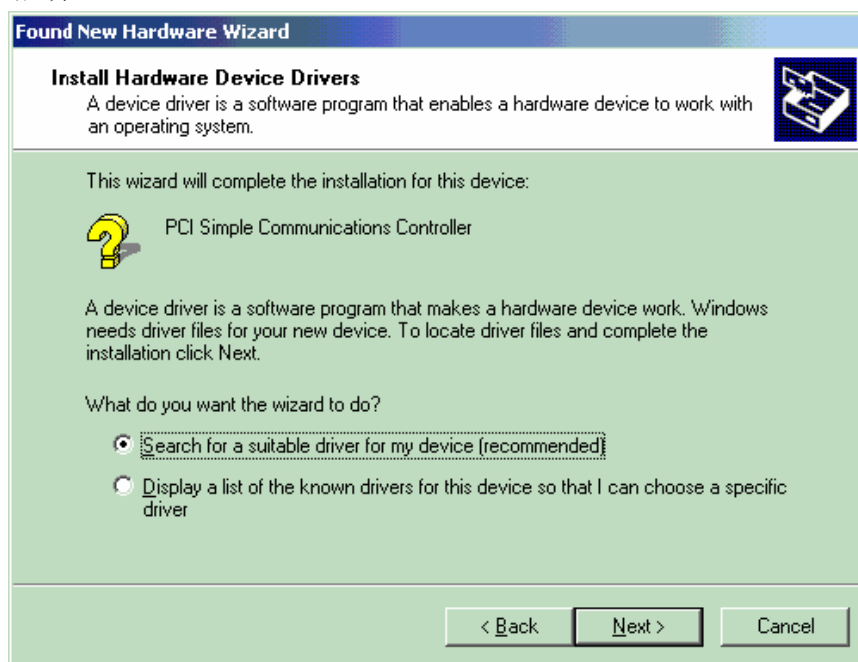 Found New Hardware Wizard
Install Hardware Device Drivers
A device driver is a software program that enables a hardware device to work with
an operating system.
This wizard will complete the installation for this device:
PCI Simple Communications Controller
A device driver is a software program that makes a hardware device work. Windows
needs driver files for your new device. To locate driver files and complete the
installation click Next.
What do you want the wizard to do?
Search for a suitable driver for my device (recommended)
Display a list of the known drivers for this device so that I can choose a specific
driver
< Back
Next >
Cancel